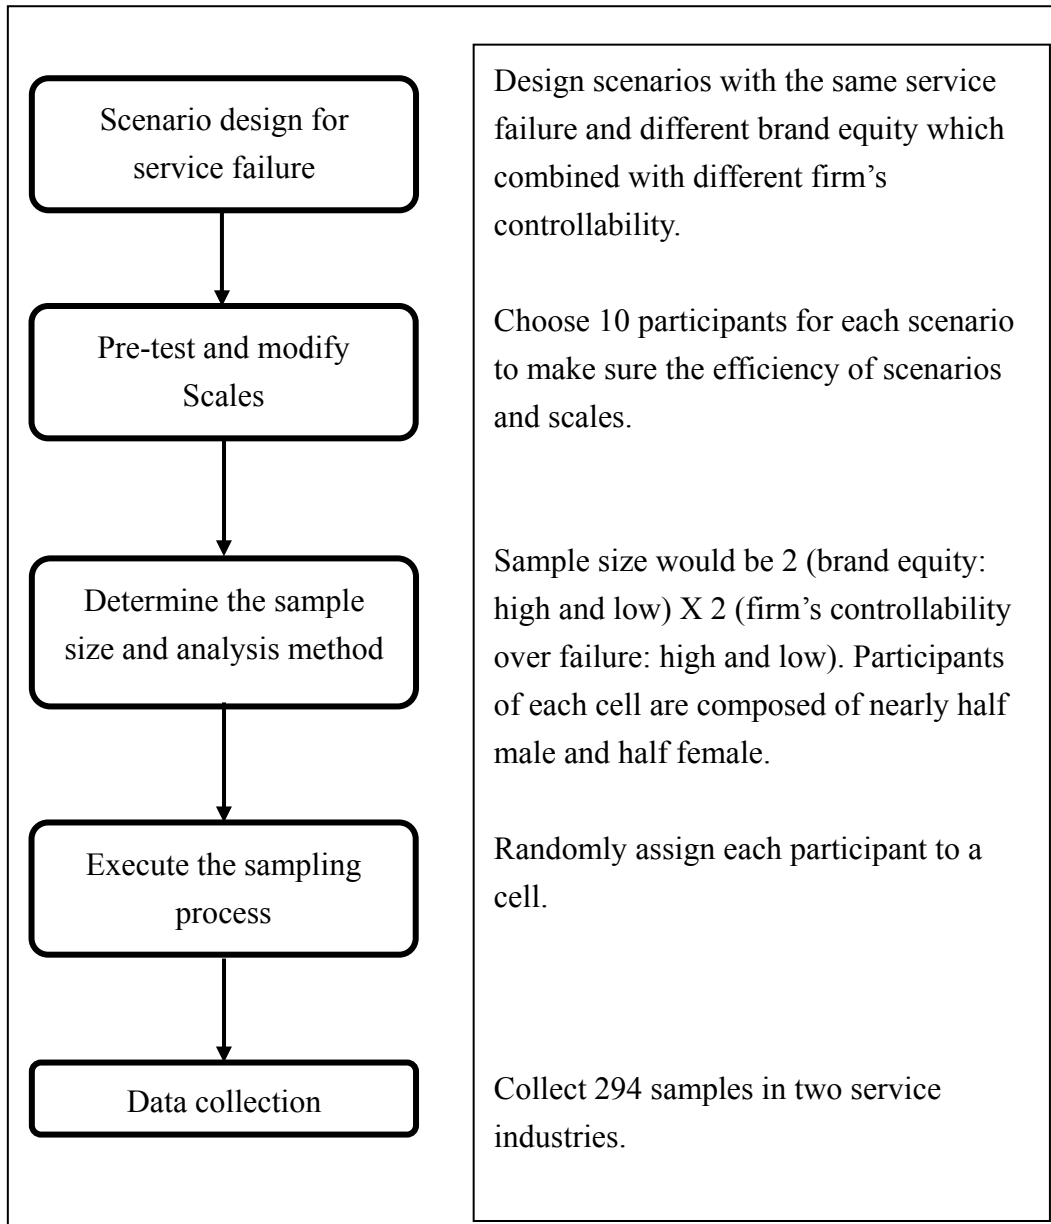 Scenario design for
service failure
Design scenarios with the same service
failure and different brand equity which
combined with different firm’s
controllability.
Pre-test and modify
Scales
Choose 10 participants for each scenario
to make sure the efficiency of scenarios
and scales.
Determine the sample
size and analysis method
Sample size would be 2 (brand equity:
high and low) X 2 (firm’s controllability
over failure: high and low). Participants
of each cell are composed of nearly half
male and half female.
Execute the sampling
process
Randomly assign each participant to a
cell.
Data collection
Collect 294 samples in two service
industries.